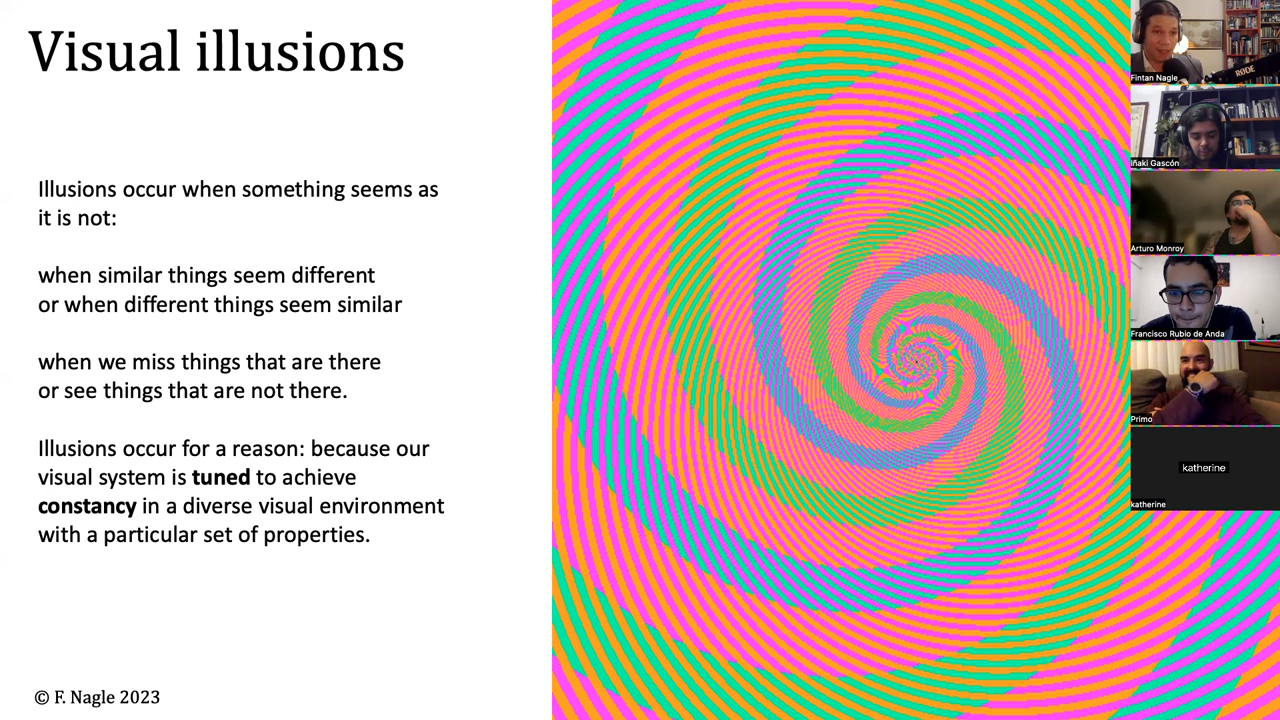 Visual illusions
Illusions occur when something seems as
it is not:
when similar things seem different
or when different things seem similar
when we miss things that are there
or see things that are not there.
Illusions occur for a reason: because our
visual system is tuned to achieve
constancy in a diverse visual environment
with a particular set of properties.
© F. Nagle 2023
RØDE
Fintan Nagle
Iñaki Gascón
Arturo Monroy
Francisco Rubio de Anda
Primo
katherine
katherine